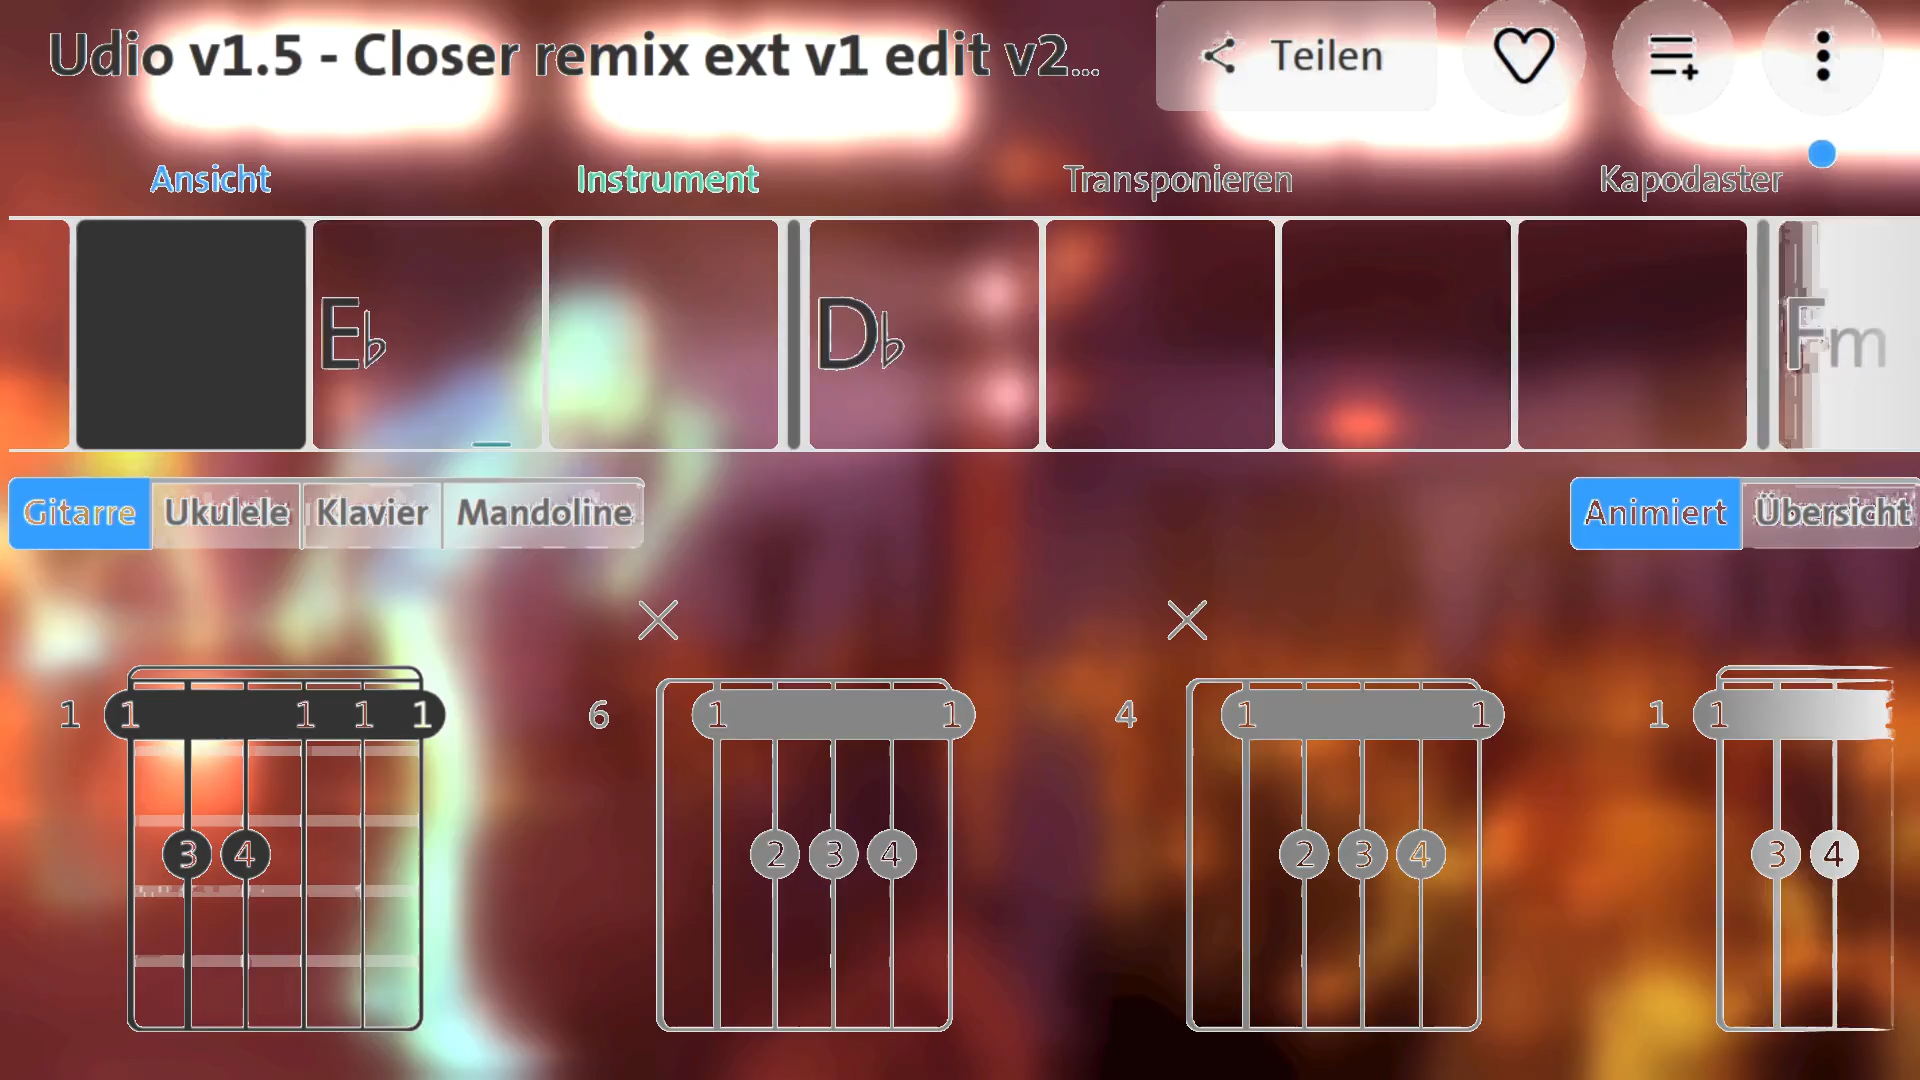 Udio v1.5 - Closer remix ext v1 edit v2...
Teilen
Ansicht Instrument Transponieren Kapodaster
E♭ D♭ Fm
Gitarre Ukulele Klavier Mandoline Animiert Übersicht
1 1 1 1 1 6 1 1 4 1 1 1 1
3 4 2 3 4 2 3 4 3 4